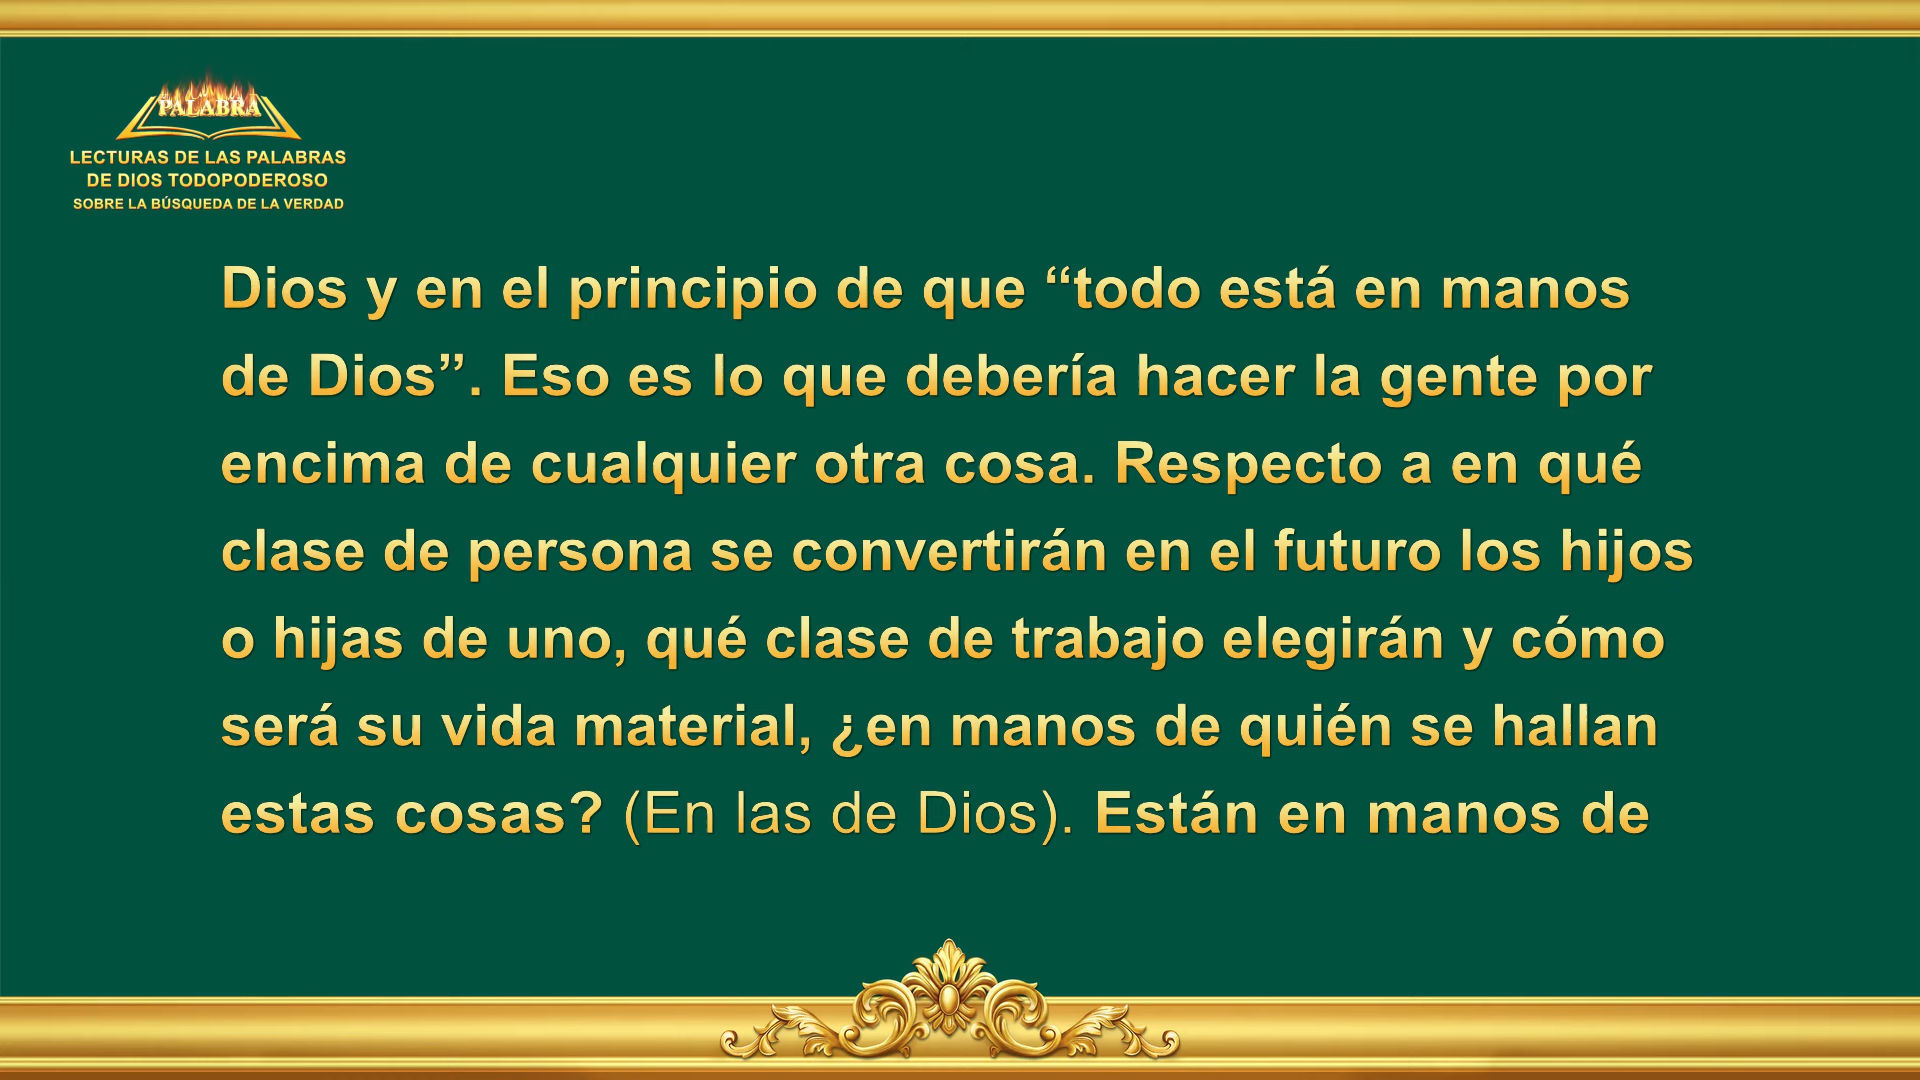 PALABRA
LECTURAS DE LAS PALABRAS
DE DIOS TODOPODEROSO
SOBRE LA BÚSQUEDA DE LA VERDAD
Dios y en el principio de que “todo está en manos
de Dios”. Eso es lo que debería hacer la gente por
encima de cualquier otra cosa. Respecto a en qué
clase de persona se convertirán en el futuro los hijos
o hijas de uno, qué clase de trabajo elegirán y cómo
será su vida material, ¿en manos de quién se hallan
estas cosas? (En las de Dios). Están en manos de